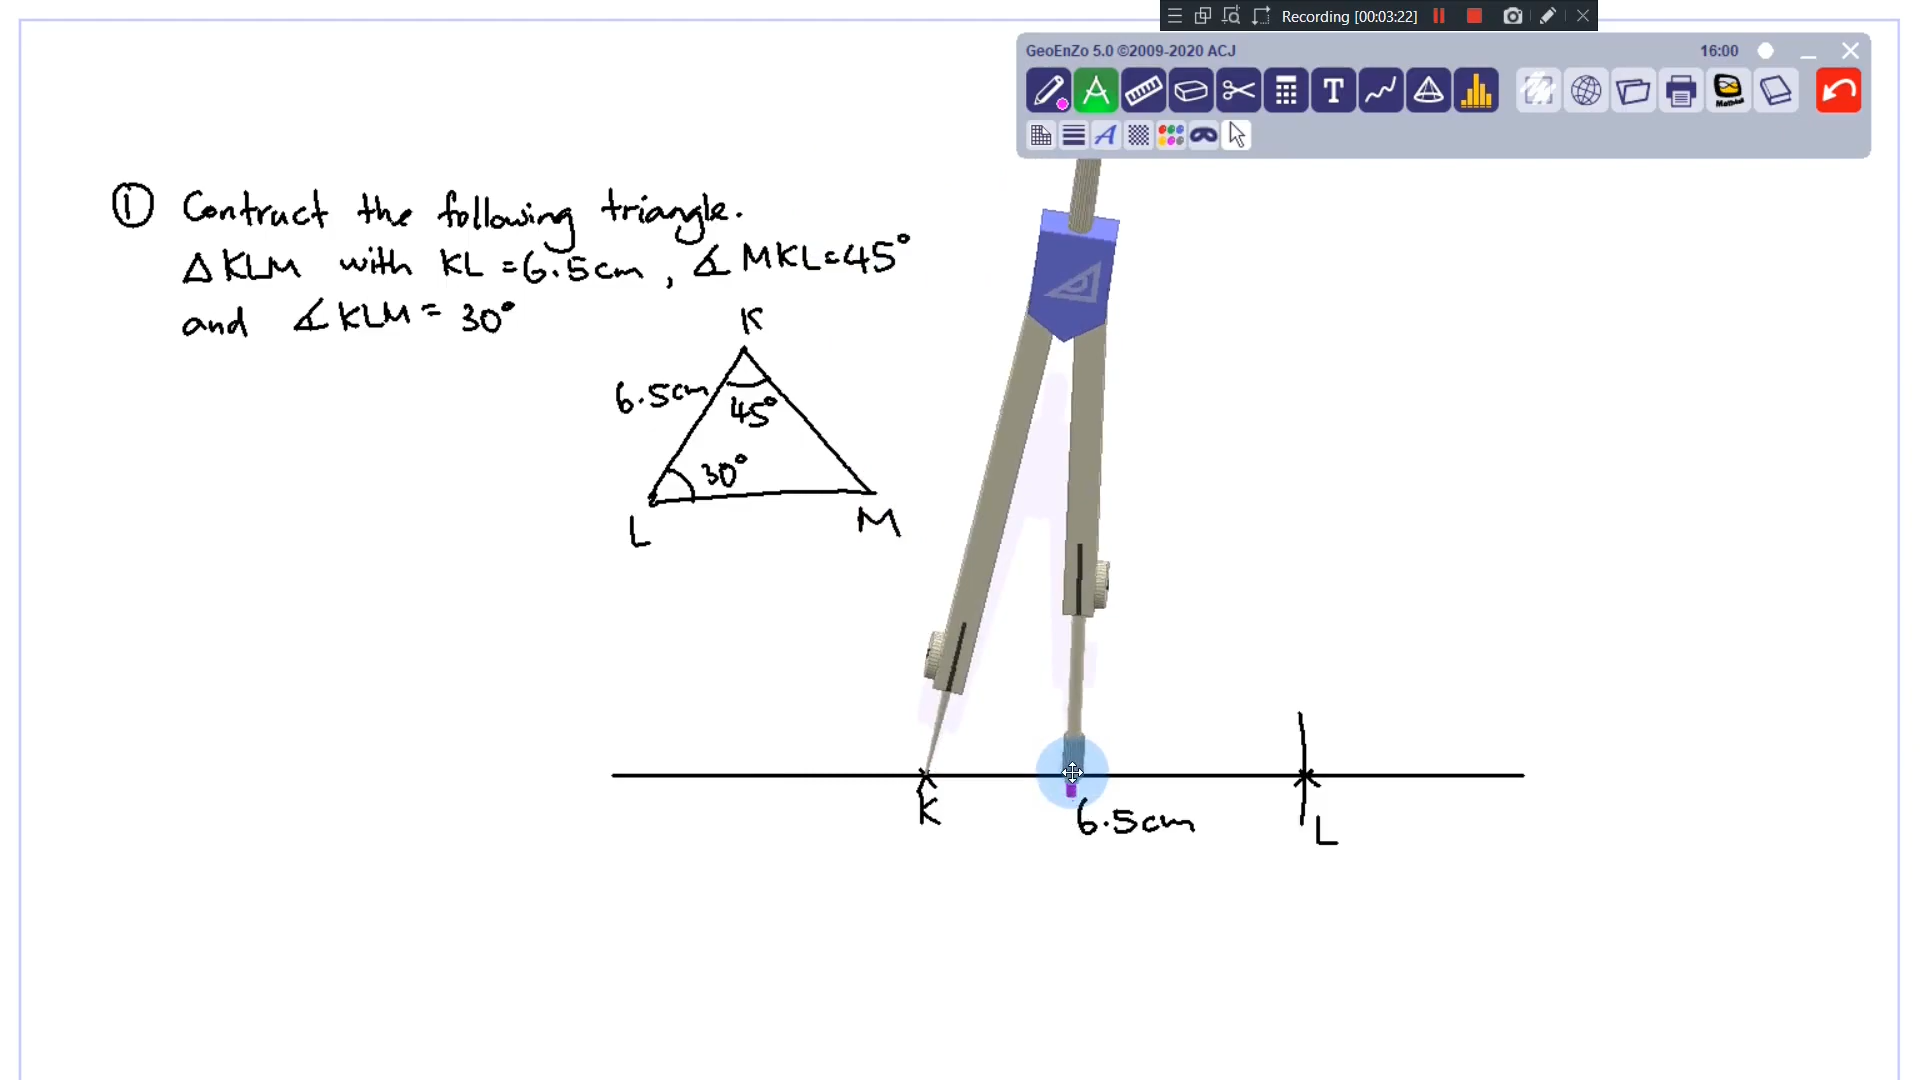 Recording [00:03:22]
GeoEnZo 5.0 ©2009-2020 ACJ 16:00
① Contruct the following triangle.
△ KLM with KL = 6.5cm, ∡ MKL = 45°
and ∡ KLM = 30°
K
6.5cm
45°
30°
L
M
K
6.5cm
L